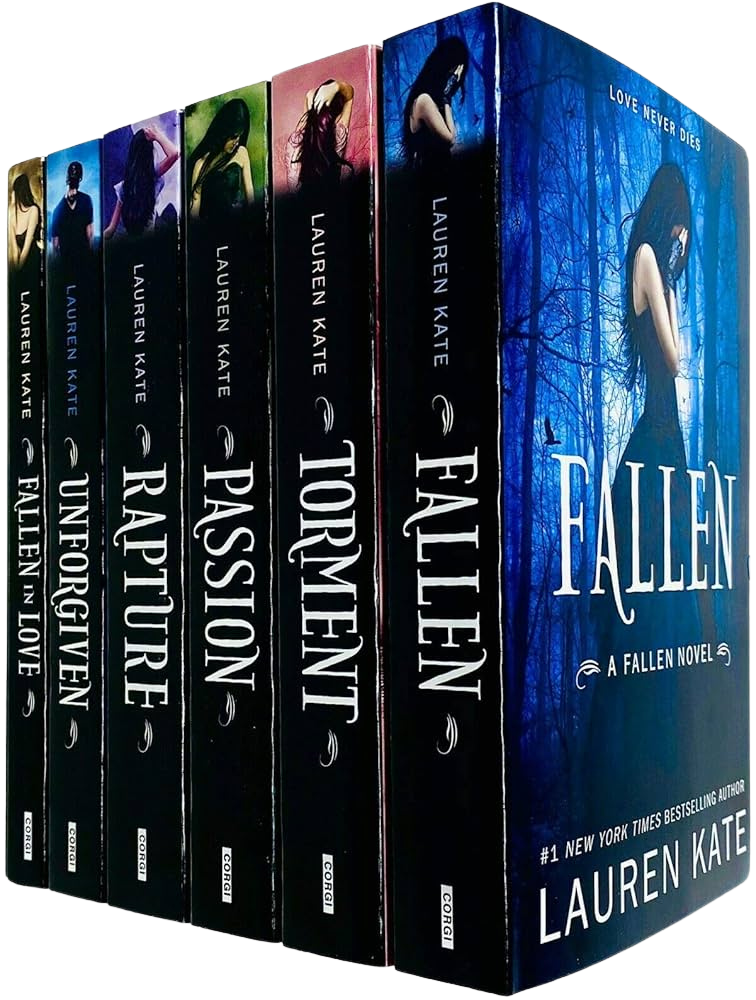 LAUREN KATE
FALLEN IN LOVE
CORGI
LAUREN KATE
UNFORGIVEN
CORGI
LAUREN KATE
RAPTURE
CORGI
LAUREN KATE
PASSION
CORGI
LAUREN KATE
TORMENT
CORGI
LAUREN KATE
FALLEN
CORGI
LOVE NEVER DIES
FALLEN
A FALLEN NOVEL
#1 NEW YORK TIMES BESTSELLING AUTHOR
LAUREN KATE